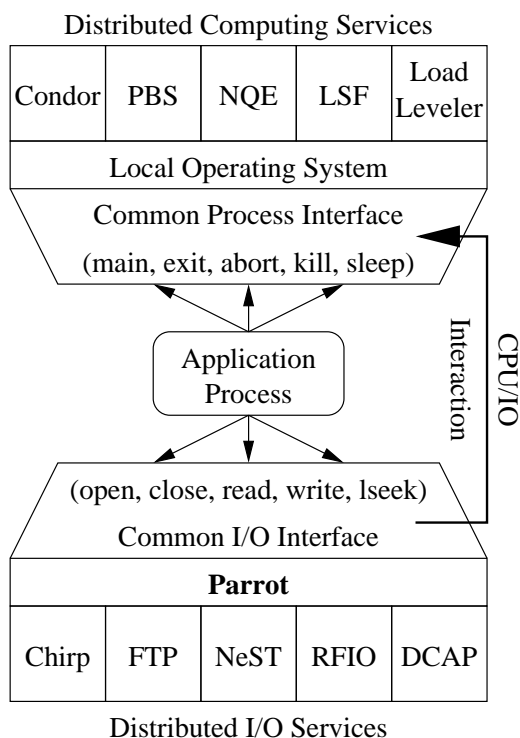 Distributed Computing Services
Condor PBS NQE LSF Load Leveler
Local Operating System
Common Process Interface
(main, exit, abort, kill, sleep)
CPU/IO
Interaction
Application
Process
(open, close, read, write, lseek)
Common I/O Interface
Parrot
Chirp FTP NeST RFIO DCAP
Distributed I/O Services